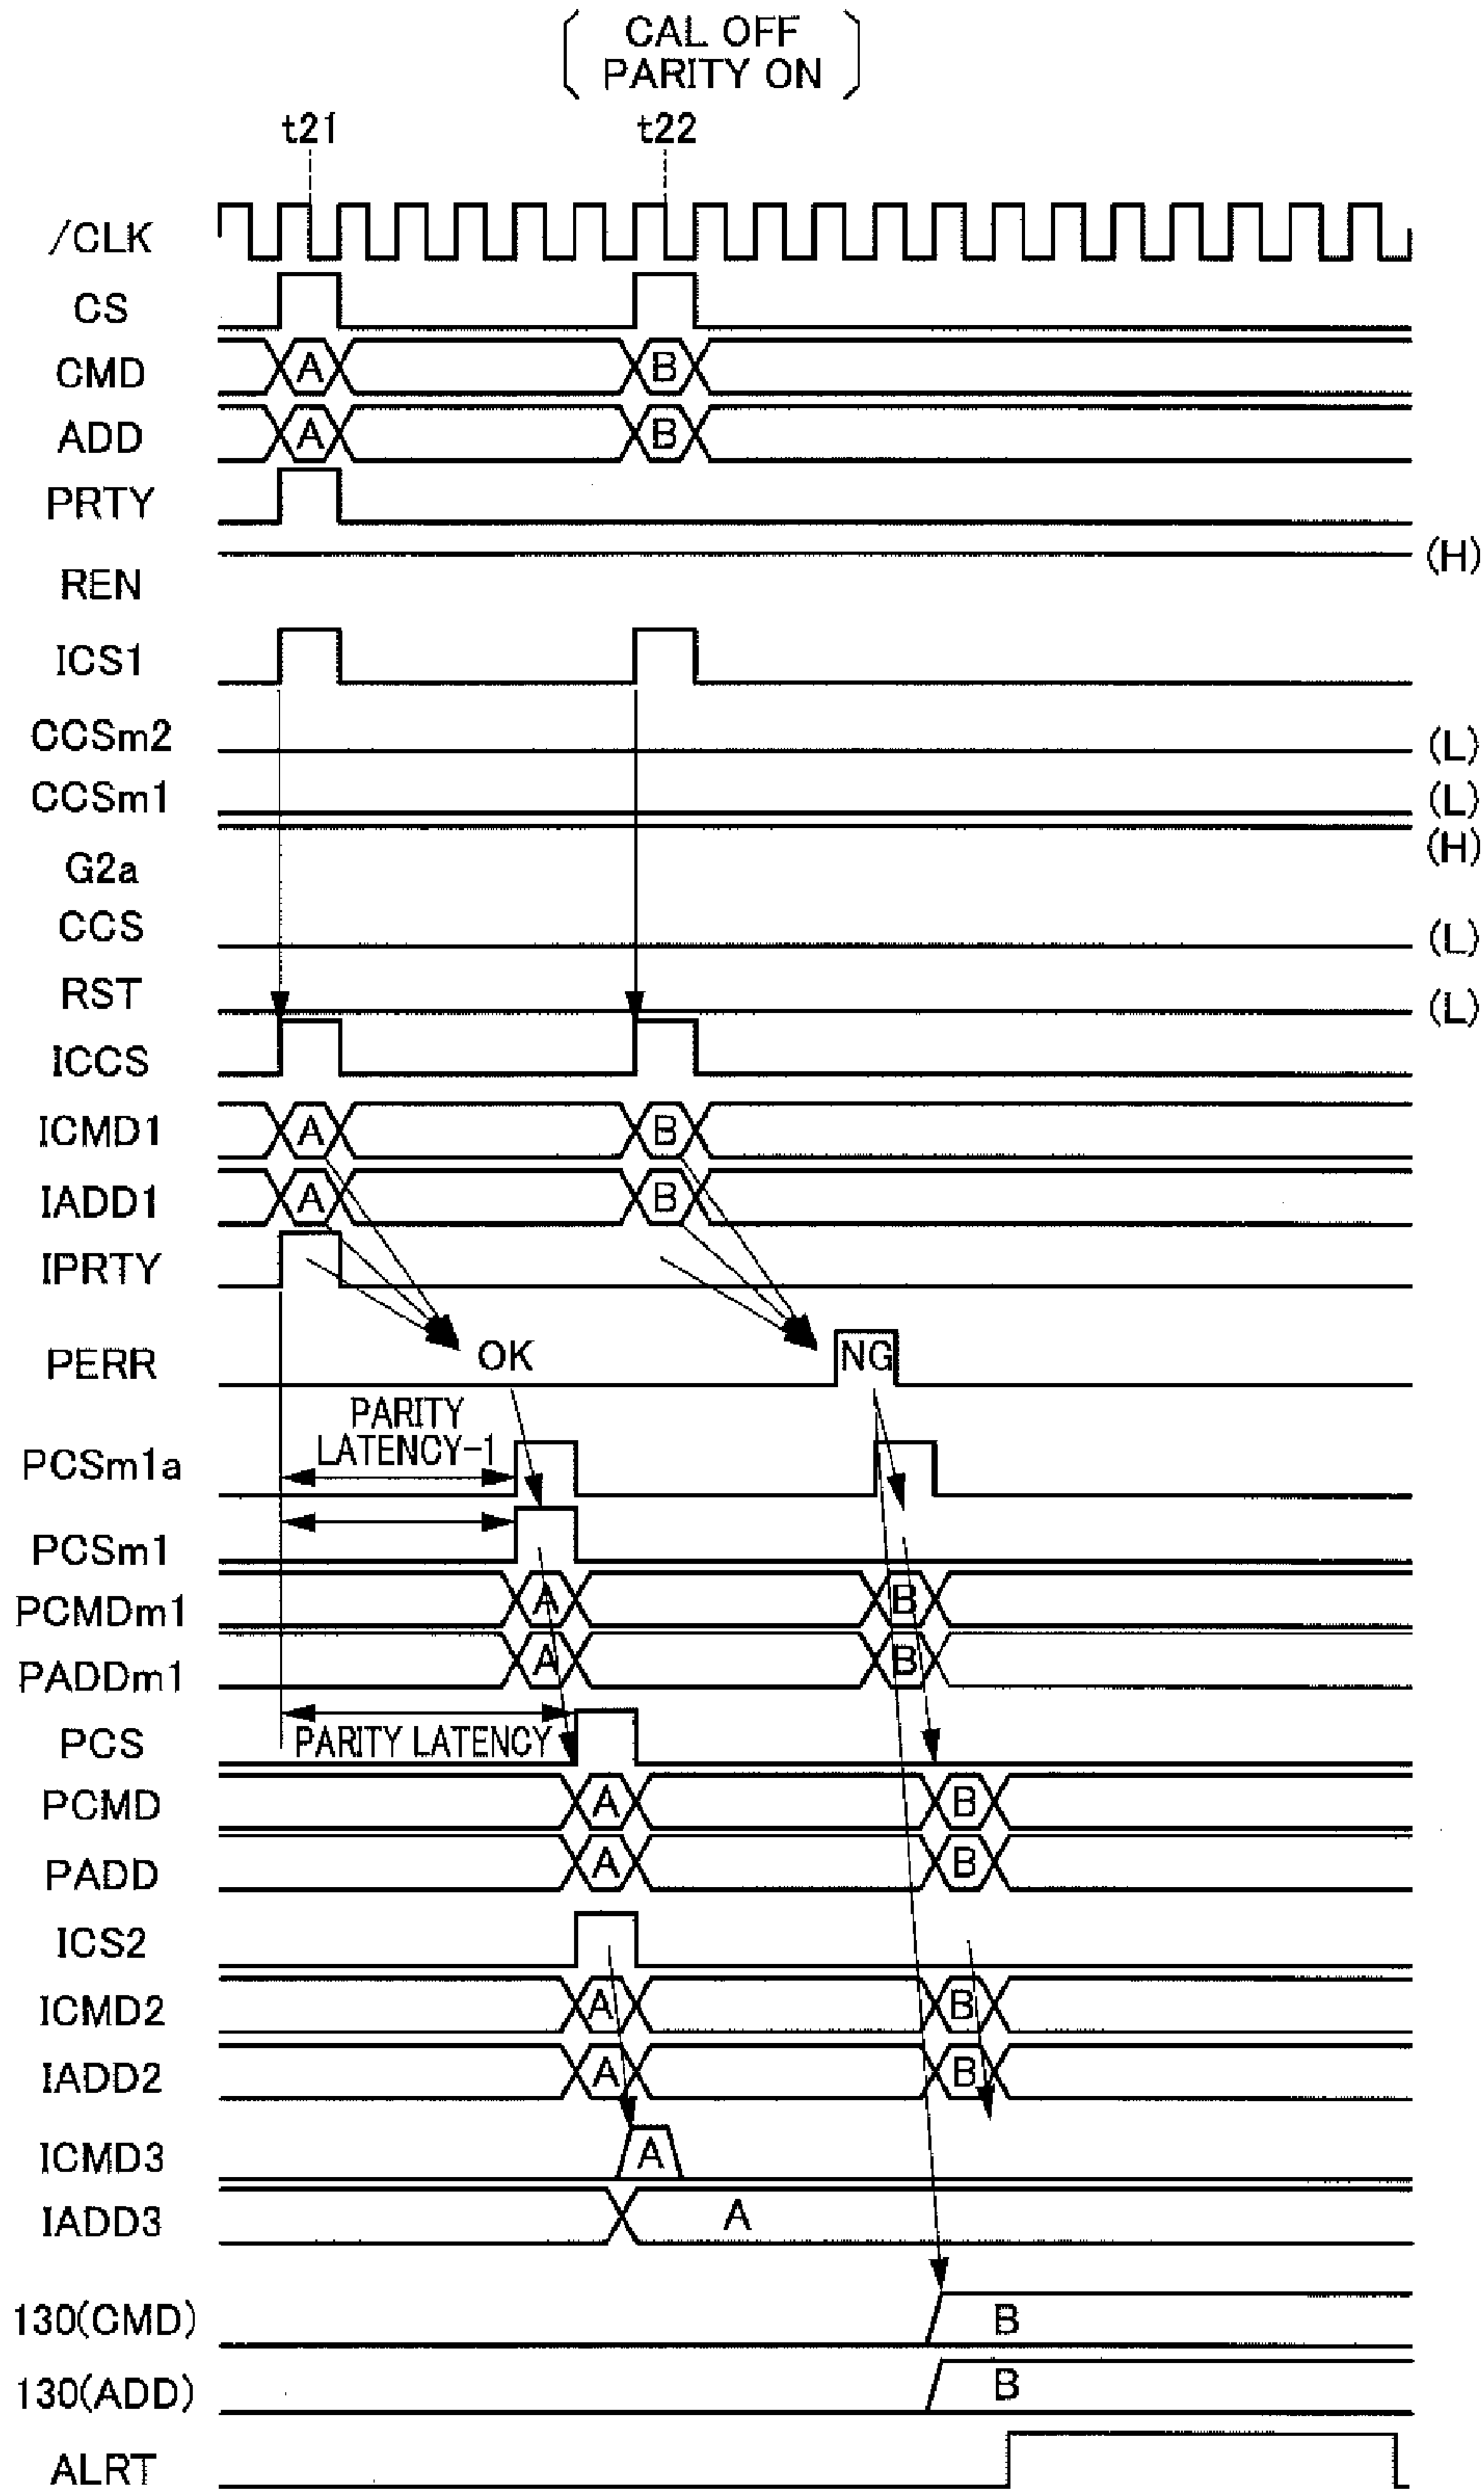 CAL OFF
PARITY ON
t21 t22
/CLK
CS
CMD A B
ADD A B
PRTY
REN (H)
ICS1
CCSm2 (L)
CCSm1 (L)
G2a (H)
CCS (L)
RST (L)
ICCS
ICMD1 A B
IADD1 A B
IPRTY
PERR OK NG
PARITY
LATENCY-1
PCSm1a
PCSm1
PCMDm1 A B
PADDm1 A B
PCS PARITY LATENCY
PCMD A B
PADD A B
ICS2
ICMD2 A B
IADD2 A B
ICMD3 A
IADD3 A
130(CMD) B
130(ADD) B
ALRT